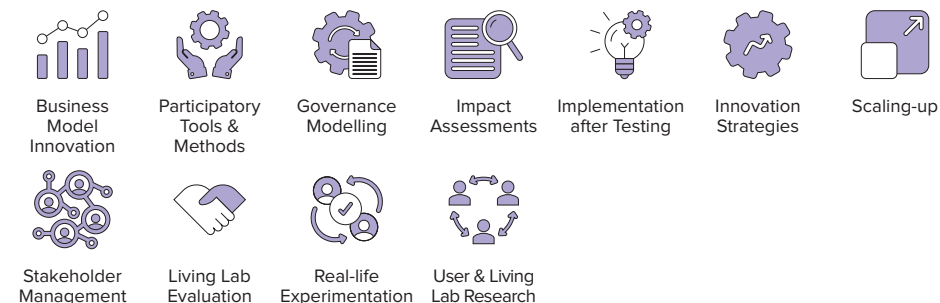 Business
Model
Innovation
Participatory
Tools &
Methods
Governance
Modelling
Impact
Assessments
Implementation
after Testing
Innovation
Strategies
Scaling-up
Stakeholder
Management
Living Lab
Evaluation
Real-life
Experimentation
User & Living
Lab Research